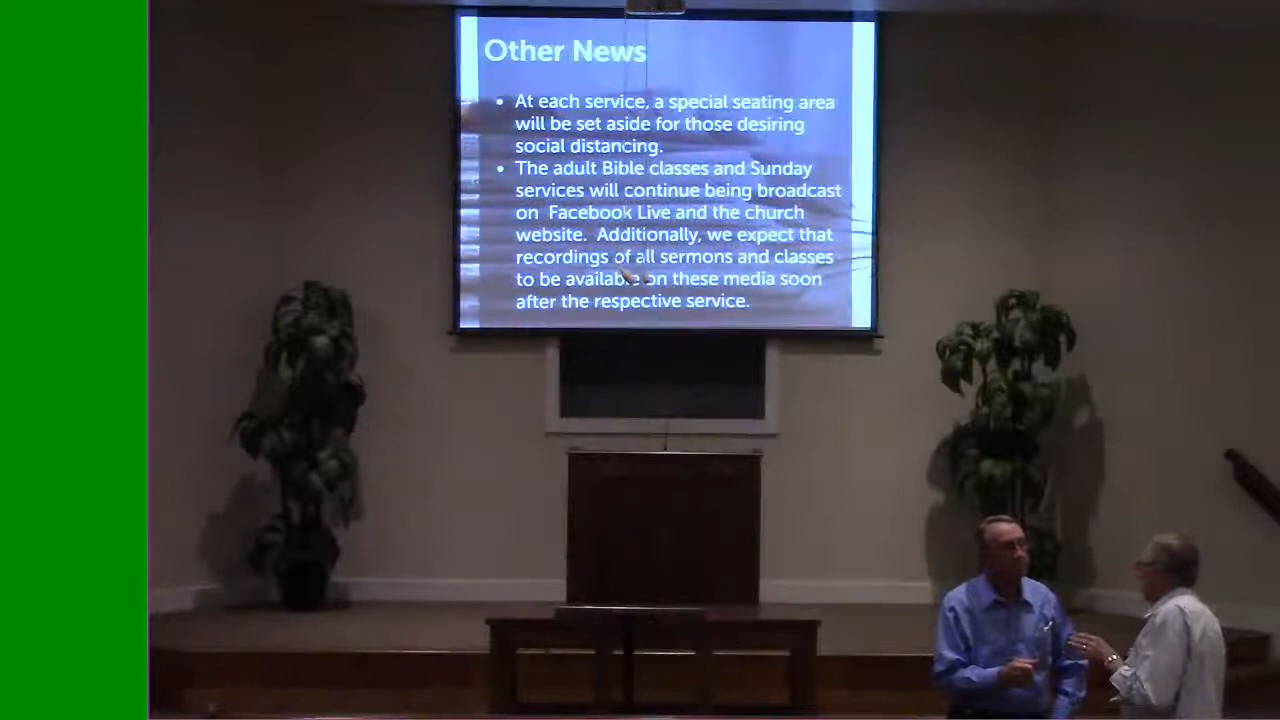 Other News
• At each service, a special seating area
will be set aside for those desiring
social distancing.
• The adult Bible classes and Sunday
services will continue being broadcast
on Facebook Live and the church
website. Additionally, we expect that
recordings of all sermons and classes
to be available on these media soon
after the respective service.